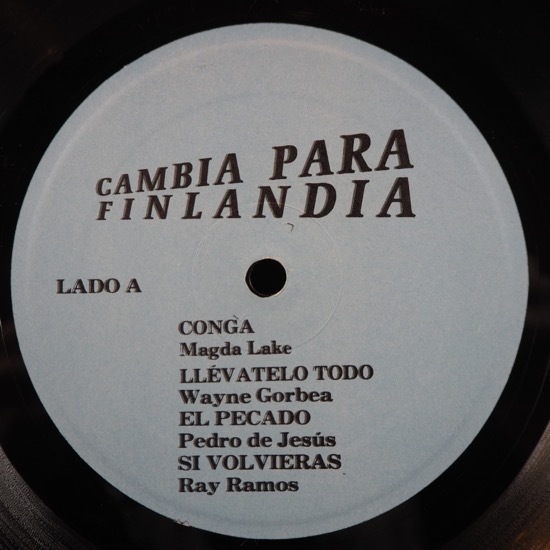 CAMBIA PARA
FINLANDIA
LADO A
CONGA
Magda Lake
LLÉVATELO TODO
Wayne Gorbea
EL PECADO
Pedro de Jesús
SI VOLVIERAS
Ray Ramos